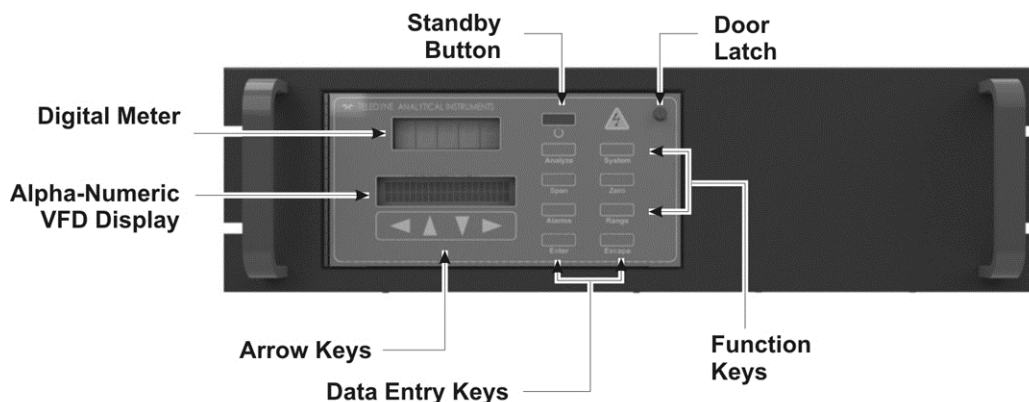 Standby
Button
Door
Latch
Digital Meter
Alpha-Numeric
VFD Display
TELEDYNE ANALYTICAL INSTRUMENTS
Analyze
System
Span
Zero
Alarms
Range
Enter
Escape
Arrow Keys
Data Entry Keys
Function
Keys